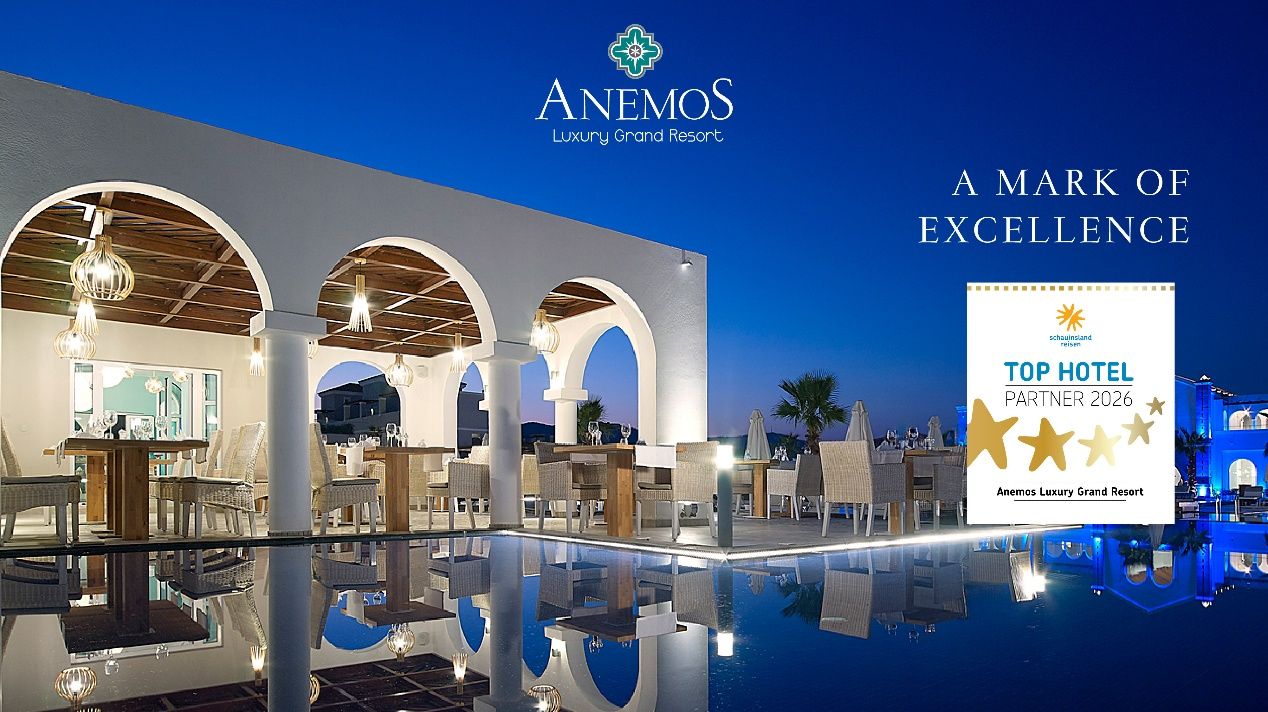 ANEMOS
Luxury Grand Resort
A MARK OF
EXCELLENCE
schauinsland
reisen
TOP HOTEL
PARTNER 2026
Anemos Luxury Grand Resort